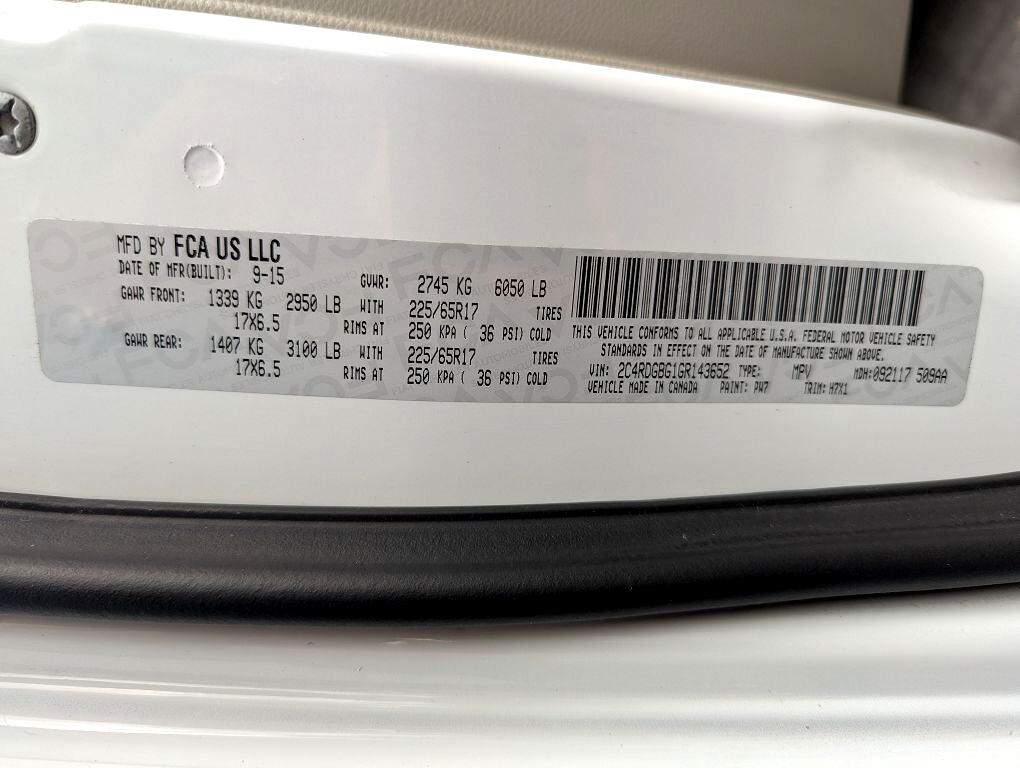 MFD BY FCA US LLC
DATE OF MFR(BUILT): 9-15 GVWR: 2745 KG 6050 LB
GAWR FRONT: 1339 KG 2950 LB WITH 225/65R17 TIRES
17X6.5 RIMS AT 250 KPA ( 36 PSI) COLD
GAWR REAR: 1407 KG 3100 LB WITH 225/65R17 TIRES
17X6.5 RIMS AT 250 KPA ( 36 PSI) COLD
THIS VEHICLE CONFORMS TO ALL APPLICABLE U.S.A. FEDERAL MOTOR VEHICLE SAFETY
STANDARDS IN EFFECT ON THE DATE OF MANUFACTURE SHOWN ABOVE.
VIN: 2C4RDGBG1GR143652 TYPE: MPV MDH: 092117 509AA
VEHICLE MADE IN CANADA PAINT: PW7 TRIM: H7X1